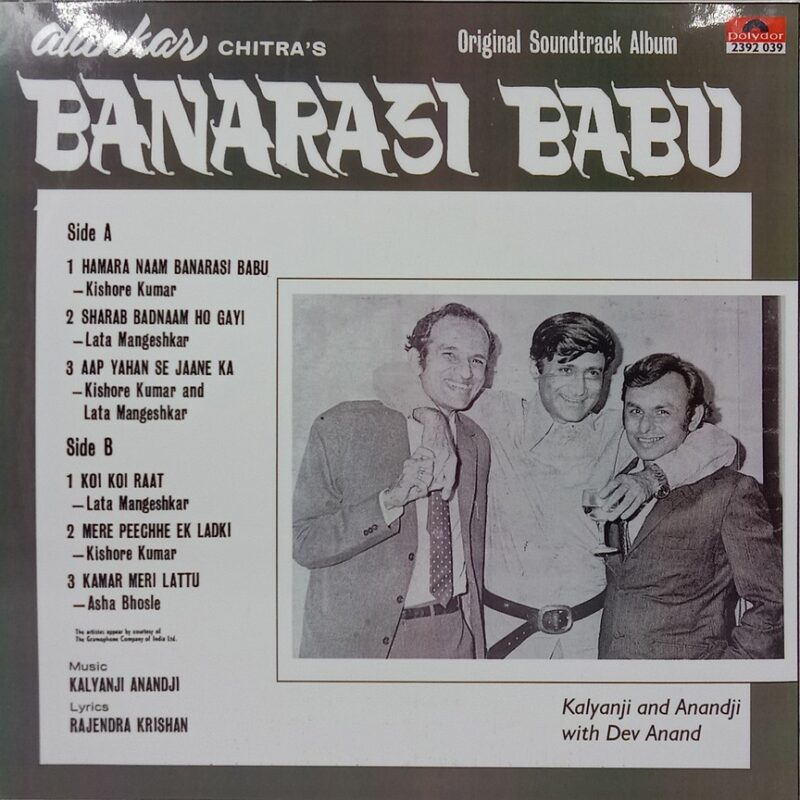 alankar CHITRA'S
Original Soundtrack Album
polydor
2392 039
BANARASI BABU
Side A
1 HAMARA NAAM BANARASI BABU
–Kishore Kumar
2 SHARAB BADNAAM HO GAYI
–Lata Mangeshkar
3 AAP YAHAN SE JAANE KA
–Kishore Kumar and
Lata Mangeshkar
Side B
1 KOI KOI RAAT
–Lata Mangeshkar
2 MERE PEECHHE EK LADKI
–Kishore Kumar
3 KAMAR MERI LATTU
–Asha Bhosle
The artistes appear by courtesy of
The Gramophone Company of India Ltd.
Music
KALYANJI ANANDJI
Lyrics
RAJENDRA KRISHAN
Kalyanji and Anandji
with Dev Anand